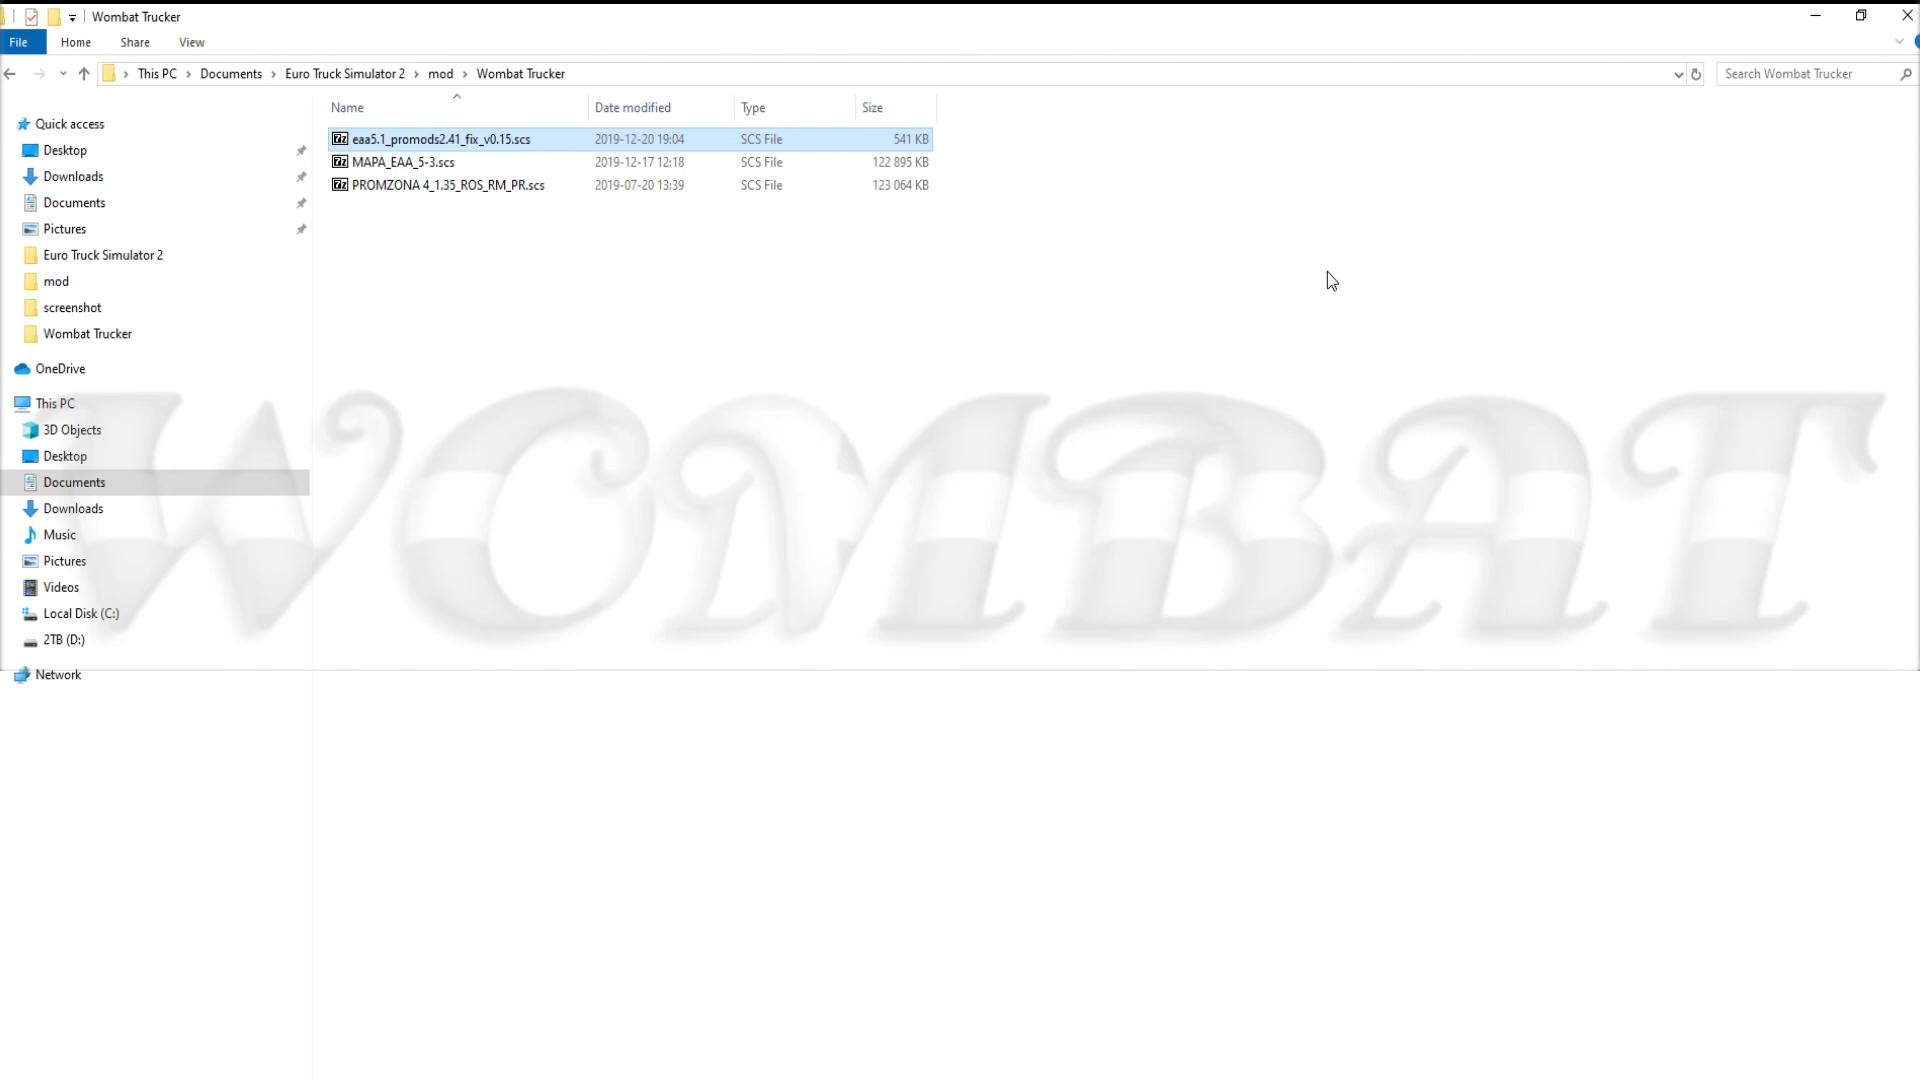 Wombat Trucker
File Home Share View
This PC Documents Euro Truck Simulator 2 mod Wombat Trucker
Search Wombat Trucker
Name Date modified Type Size
eaa5.1_promods2.41_fix_v0.15.scs 2019-12-20 19:04 SCS File 541 KB
MAPA_EAA_5-3.scs 2019-12-17 12:18 SCS File 122 895 KB
PROMZONA 4_1.35_ROS_RM_PR.scs 2019-07-20 13:39 SCS File 123 064 KB
Quick access
Desktop
Downloads
Documents
Pictures
Euro Truck Simulator 2
mod
screenshot
Wombat Trucker
OneDrive
This PC
3D Objects
Desktop
Documents
Downloads
Music
Pictures
Videos
Local Disk (C:)
2TB (D:)
Network
WOMBAT